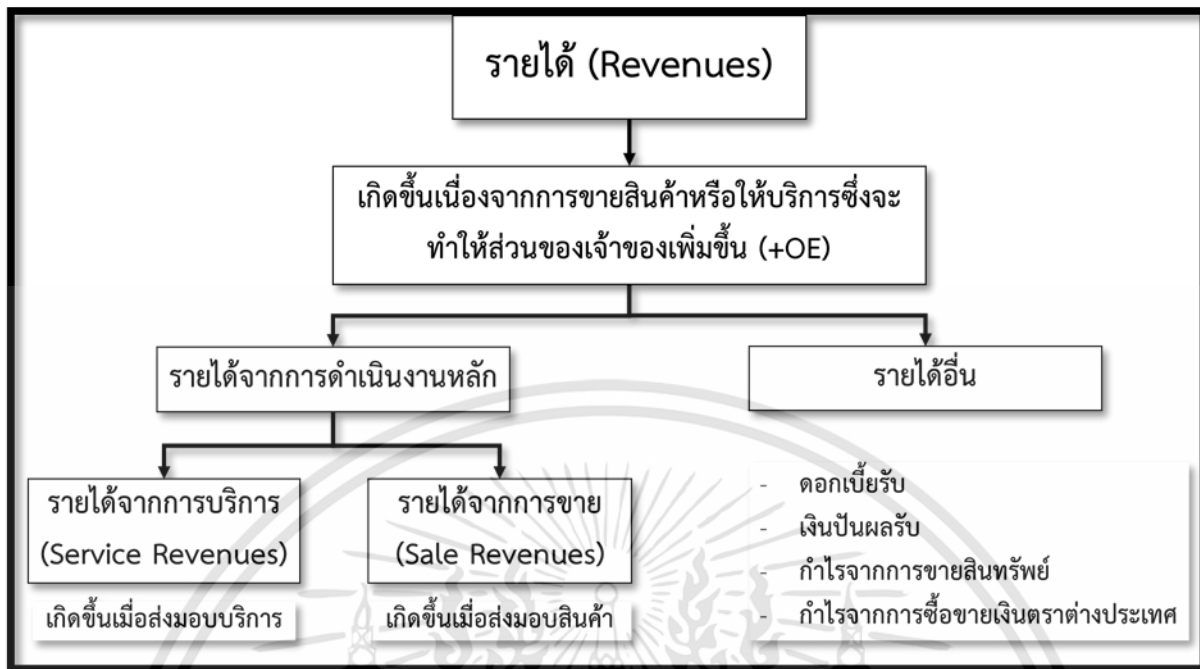 รายได้ (Revenues)
เกิดขึ้นเนื่องจากการขายสินค้าหรือให้บริการซึ่งจะ
ทำให้ส่วนของเจ้าของเพิ่มขึ้น (+OE)
รายได้จากการดำเนินงานหลัก
รายได้อื่น
รายได้จากการบริการ
(Service Revenues)
เกิดขึ้นเมื่อส่งมอบบริการ
รายได้จากการขาย
(Sale Revenues)
เกิดขึ้นเมื่อส่งมอบสินค้า
- ดอกเบี้ยรับ
- เงินปันผลรับ
- กำไรจากการขายสินทรัพย์
- กำไรจากการซื้อขายเงินตราต่างประเทศ